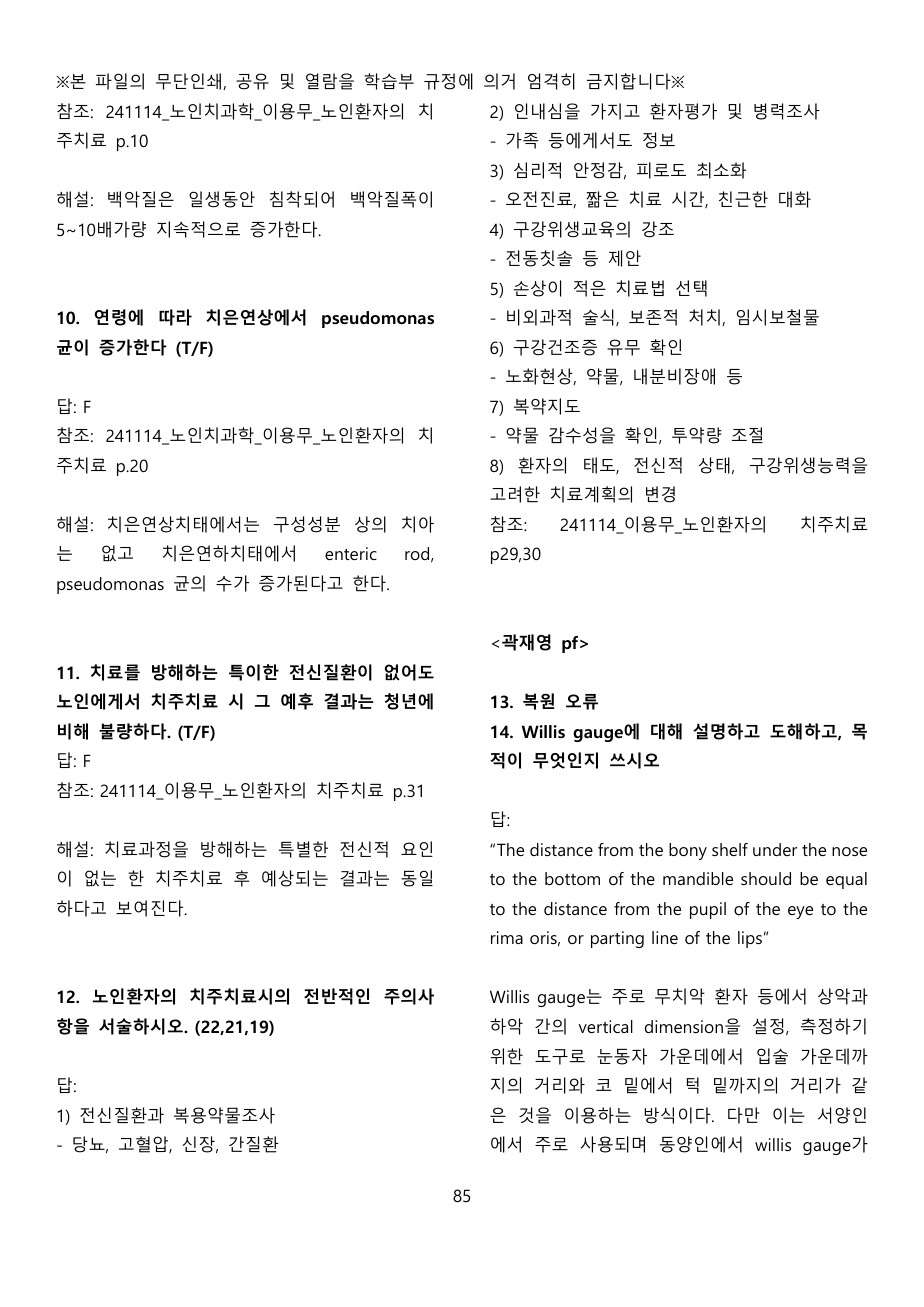 ※본 파일의 무단인쇄, 공유 및 열람을 학습부 규정에 의거 엄격히 금지합니다※
참조: 241114_노인치과학_이용무_노인환자의 치
주치료 p.10
해설: 백악질은 일생동안 침착되어 백악질폭이
5~10배가량 지속적으로 증가한다.
10. 연령에 따라 치은연상에서 pseudomonas
균이 증가한다 (T/F)
답: F
참조: 241114_노인치과학_이용무_노인환자의 치
주치료 p.20
해설: 치은연상치태에서는 구성성분 상의 치아
는 없고 치은연하치태에서 enteric rod,
pseudomonas 균의 수가 증가된다고 한다.
11. 치료를 방해하는 특이한 전신질환이 없어도
노인에게서 치주치료 시 그 예후 결과는 청년에
비해 불량하다. (T/F)
답: F
참조: 241114_이용무_노인환자의 치주치료 p.31
해설: 치료과정을 방해하는 특별한 전신적 요인
이 없는 한 치주치료 후 예상되는 결과는 동일
하다고 보여진다.
12. 노인환자의 치주치료시의 전반적인 주의사
항을 서술하시오. (22,21,19)
답:
1) 전신질환과 복용약물조사
- 당뇨, 고혈압, 신장, 간질환
2) 인내심을 가지고 환자평가 및 병력조사
- 가족 등에게서도 정보
3) 심리적 안정감, 피로도 최소화
- 오전진료, 짧은 치료 시간, 친근한 대화
4) 구강위생교육의 강조
- 전동칫솔 등 제안
5) 손상이 적은 치료법 선택
- 비외과적 술식, 보존적 처치, 임시보철물
6) 구강건조증 유무 확인
- 노화현상, 약물, 내분비장애 등
7) 복약지도
- 약물 감수성을 확인, 투약량 조절
8) 환자의 태도, 전신적 상태, 구강위생능력을
고려한 치료계획의 변경
참조: 241114_이용무_노인환자의 치주치료
p29,30
<곽재영 pf>
13. 복원 오류
14. Willis gauge에 대해 설명하고 도해하고, 목
적이 무엇인지 쓰시오
답:
“The distance from the bony shelf under the nose
to the bottom of the mandible should be equal
to the distance from the pupil of the eye to the
rima oris, or parting line of the lips”
Willis gauge는 주로 무치악 환자 등에서 상악과
하악 간의 vertical dimension을 설정, 측정하기
위한 도구로 눈동자 가운데에서 입술 가운데까
지의 거리와 코 밑에서 턱 밑까지의 거리가 같
은 것을 이용하는 방식이다. 다만 이는 서양인
에서 주로 사용되며 동양인에서 willis gauge가
85